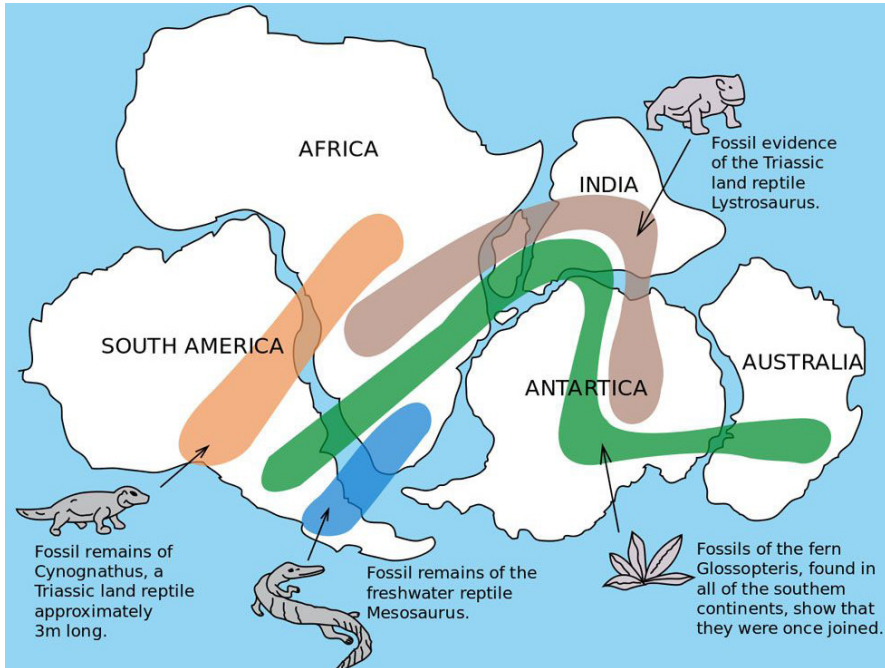 AFRICA
INDIA
Fossil evidence
of the Triassic
land reptile
Lystrosaurus.
SOUTH AMERICA
ANTARTICA
AUSTRALIA
Fossil remains of
Cynognathus, a
Triassic land reptile
approximately
3m long.
Fossil remains of the
freshwater reptile
Mesosaurus.
Fossils of the fern
Glossopteris, found in
all of the southem
continents, show that
they were once joined.